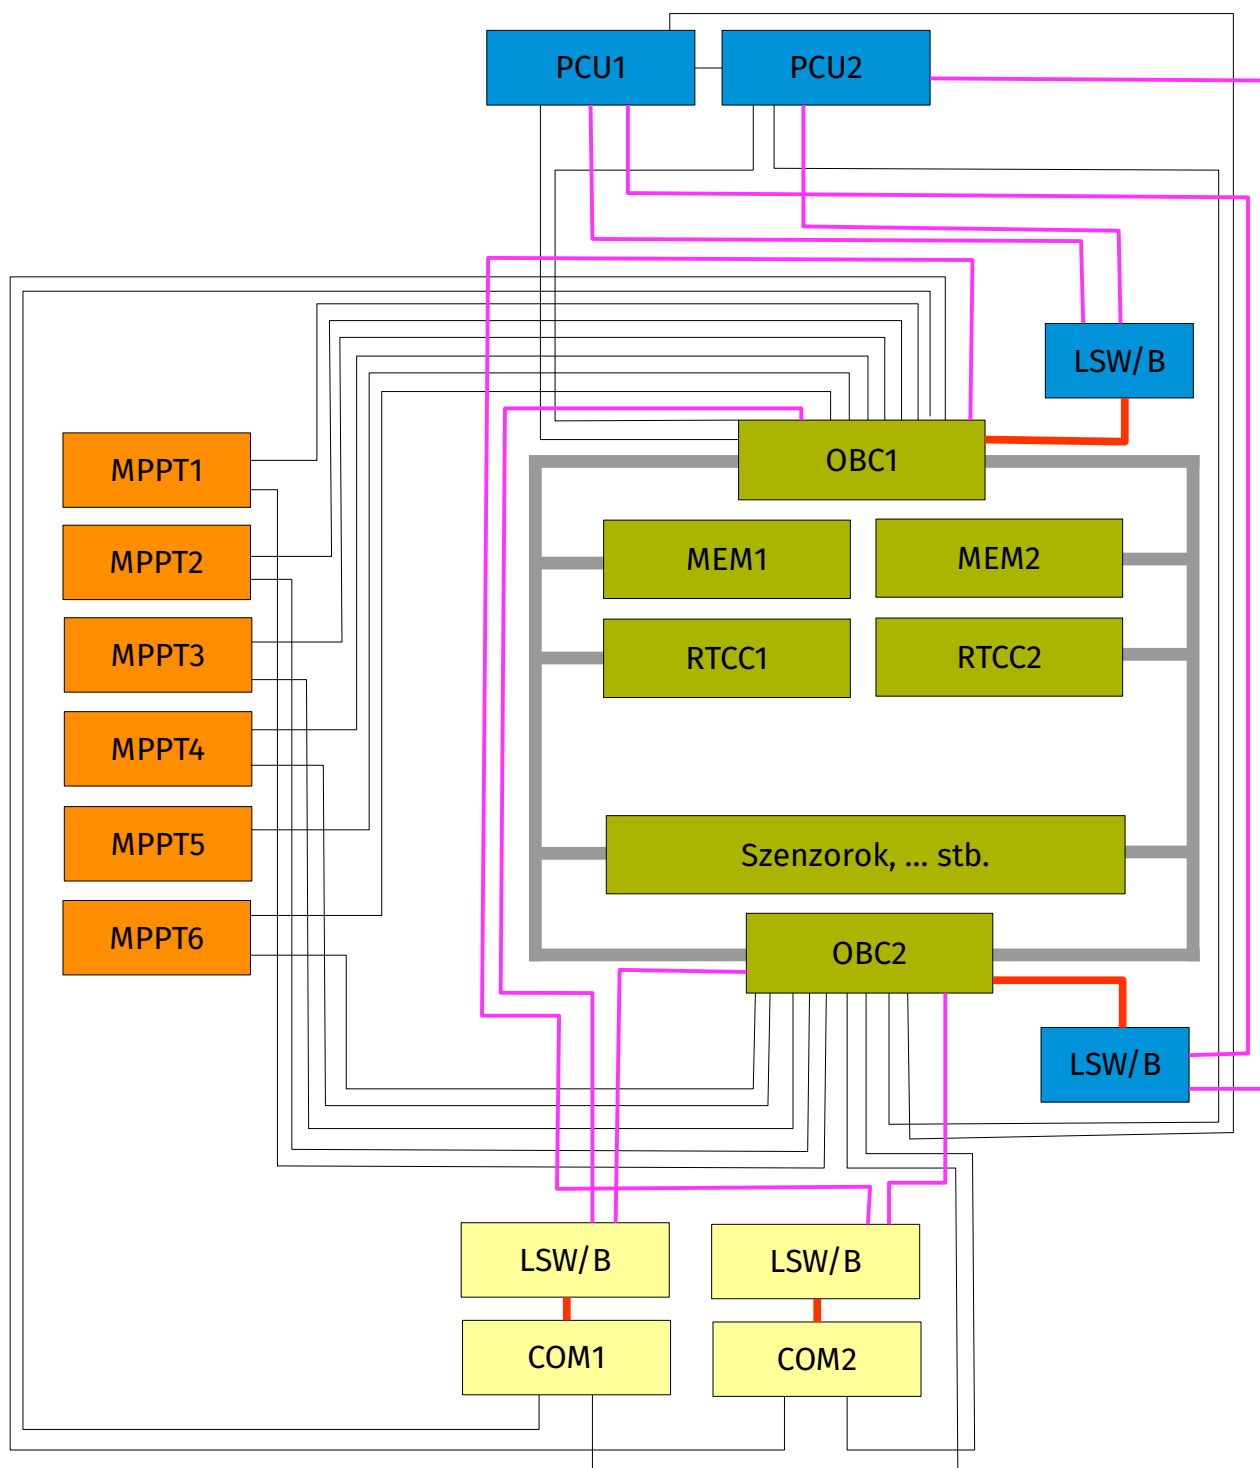 PCU1
PCU2
LSW/B
MPPT1
OBC1
MPPT2
MEM1
MEM2
MPPT3
RTCC1
RTCC2
MPPT4
MPPT5
Szenzorok, ... stb.
MPPT6
OBC2
LSW/B
LSW/B
LSW/B
COM1
COM2